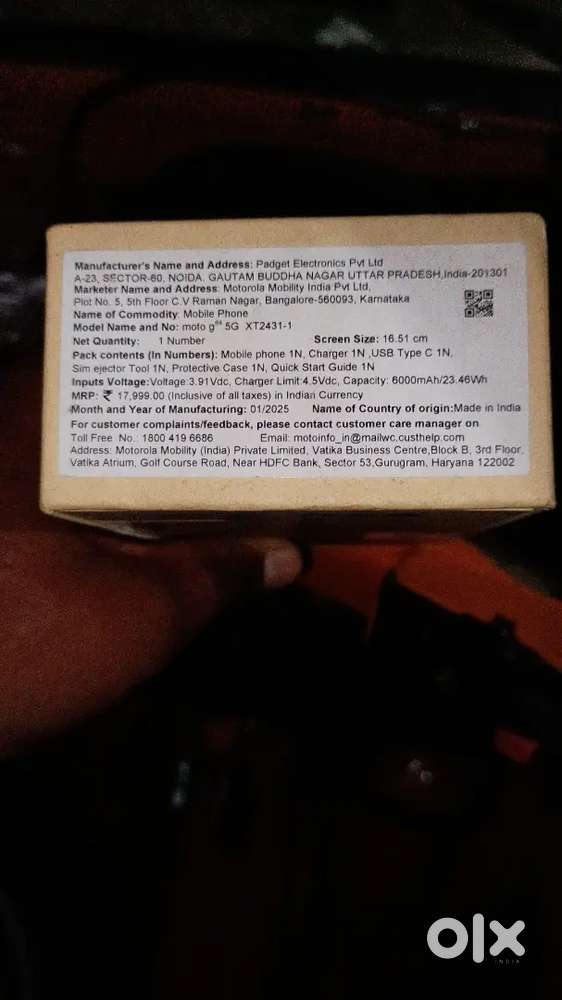 Manufacturer's Name and Address: Padget Electronics Pvt Ltd
A-23, SECTOR-60, NOIDA, GAUTAM BUDDHA NAGAR UTTAR PRADESH,India-201301
Marketer Name and Address: Motorola Mobility India Pvt Ltd,
Plot No. 5, 5th Floor C V Raman Nagar, Bangalore-560093, Karnataka
Name of Commodity: Mobile Phone
Model Name and No: moto g⁶⁴ 5G XT2431-1
Net Quantity: 1 Number Screen Size: 16.51 cm
Pack contents (In Numbers): Mobile phone 1N, Charger 1N ,USB Type C 1N,
Sim ejector Tool 1N, Protective Case 1N, Quick Start Guide 1N
Inputs Voltage:Voltage 3.91Vdc, Charger Limit:4.5Vdc, Capacity: 6000mAh/23.46Wh
MRP: ₹ 17,999.00 (Inclusive of all taxes) in Indian Currency
Month and Year of Manufacturing: 01/2025 Name of Country of origin:Made in India
For customer complaints/feedback, please contact customer care manager on
Toll Free No.: 1800 419 6686 Email: motoinfo_in@mailwc.custhelp.com
Address: Motorola Mobility (India) Private Limited, Vatika Business Centre,Block B, 3rd Floor,
Vatika Atrium, Golf Course Road, Near HDFC Bank, Sector 53,Gurugram, Haryana 122002
olx
INDIA